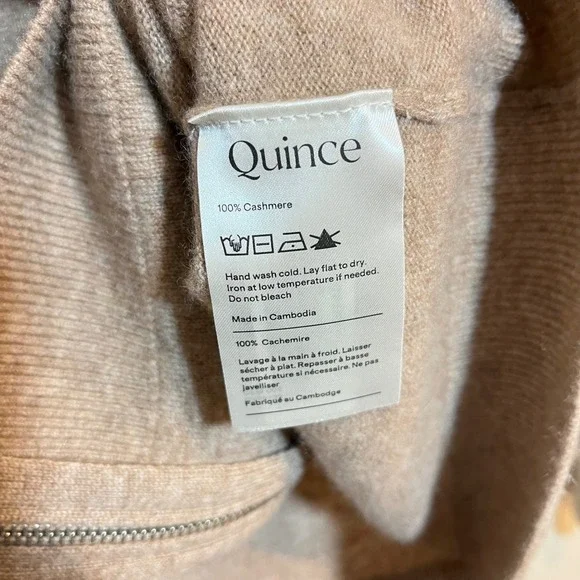 Quince
100% Cashmere
Hand wash cold. Lay flat to dry.
Iron at low temperature if needed.
Do not bleach
Made in Cambodia
100% Cachemire
Lavage à la main à froid. Laisser
sécher à plat. Repasser à basse
température si nécessaire. Ne pas
javelliser
Fabriqué au Cambodge